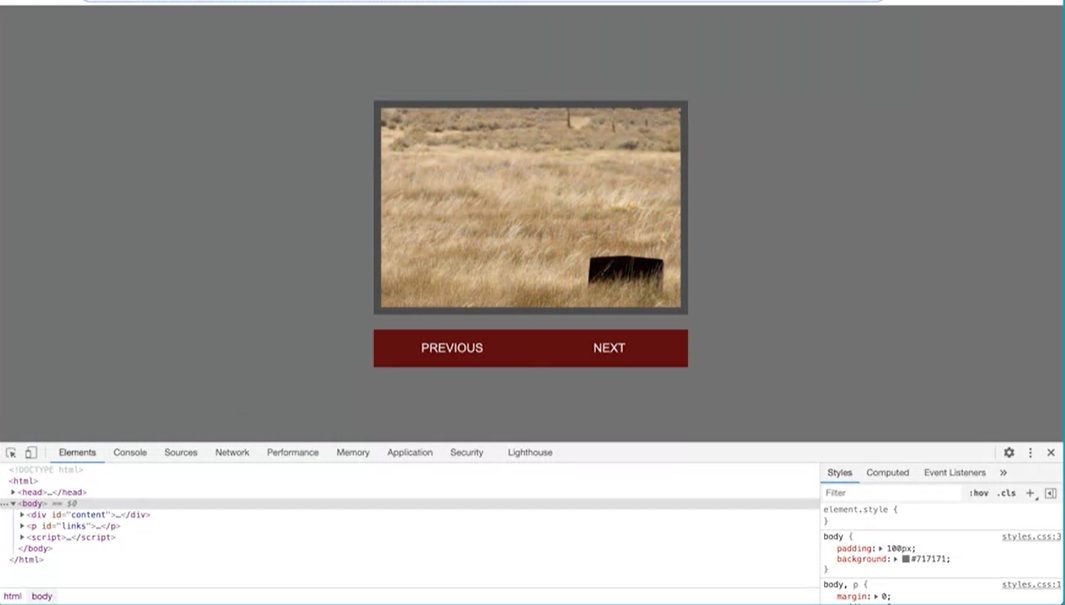 PREVIOUS NEXT
Elements Console Sources Network Performance Memory Application Security Lighthouse
<!DOCTYPE html>
<html>
▶<head>…</head>
…▼<body> == $0
▶<div id="content">…</div>
▶<p id="links">…</p>
▶<script>…</script>
</body>
</html>
html body
Styles Computed Event Listeners »
Filter :hov .cls +
element.style {
}
body { styles.css:3
padding:▶ 100px;
background:▶ #717171;
}
body, p { styles.css:1
margin:▶ 0;